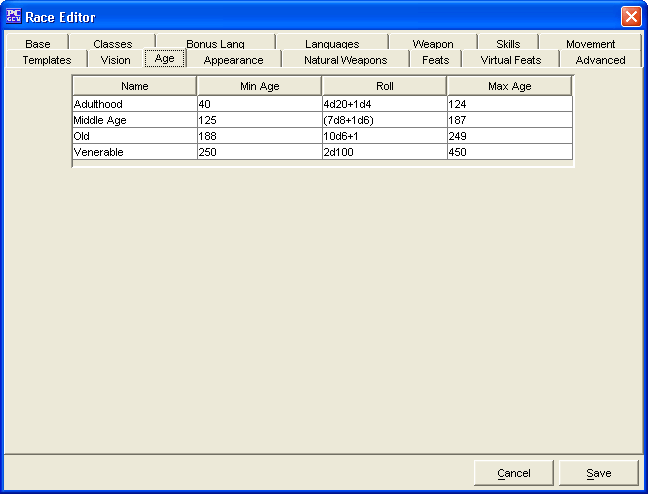 PC GEN Race Editor
Base Classes Bonus Lang Languages Weapon Skills Movement
Templates Vision Age Appearance Natural Weapons Feats Virtual Feats Advanced
Name Min Age Roll Max Age
Adulthood 40 4d20+1d4 124
Middle Age 125 (7d8+1d6) 187
Old 188 10d6+1 249
Venerable 250 2d100 450
Cancel Save